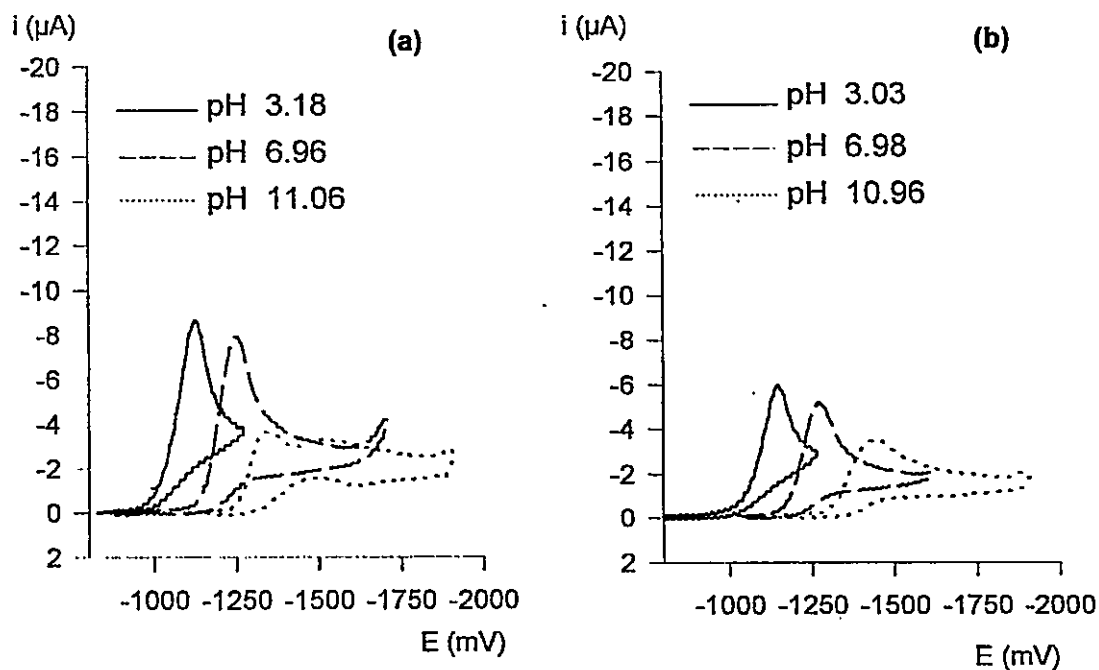 i (µA)
(a)
-20
-18
-16
-14
-12
-10
-8
-6
-4
-2
0
2
pH 3.18
pH 6.96
pH 11.06
-1000 -1250 -1500 -1750 -2000
E (mV)
i (µA)
(b)
-20
-18
-16
-14
-12
-10
-8
-6
-4
-2
0
2
pH 3.03
pH 6.98
pH 10.96
-1000 -1250 -1500 -1750 -2000
E (mV)